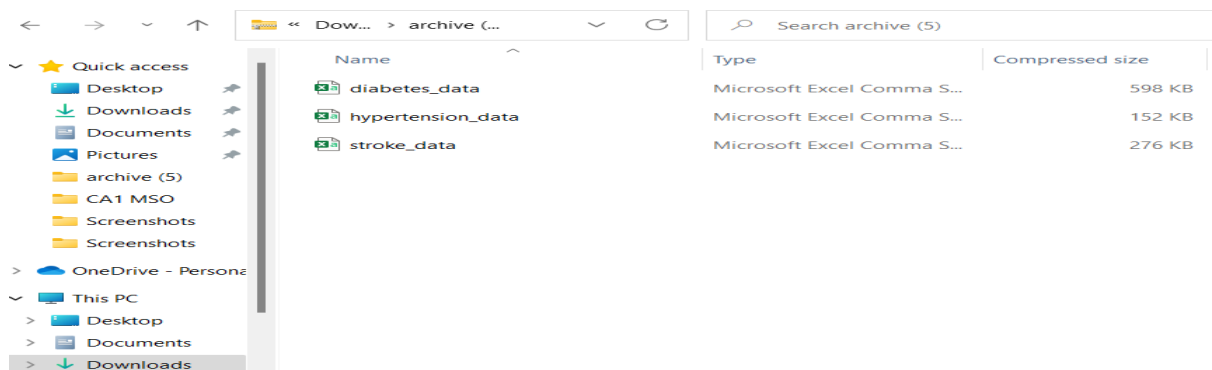 « Dow... > archive (...
Search archive (5)
Quick access
Desktop
Downloads
Documents
Pictures
archive (5)
CA1 MSO
Screenshots
Screenshots
OneDrive - Persona
This PC
Desktop
Documents
Downloads
Name Type Compressed size
diabetes_data Microsoft Excel Comma S... 598 KB
hypertension_data Microsoft Excel Comma S... 152 KB
stroke_data Microsoft Excel Comma S... 276 KB